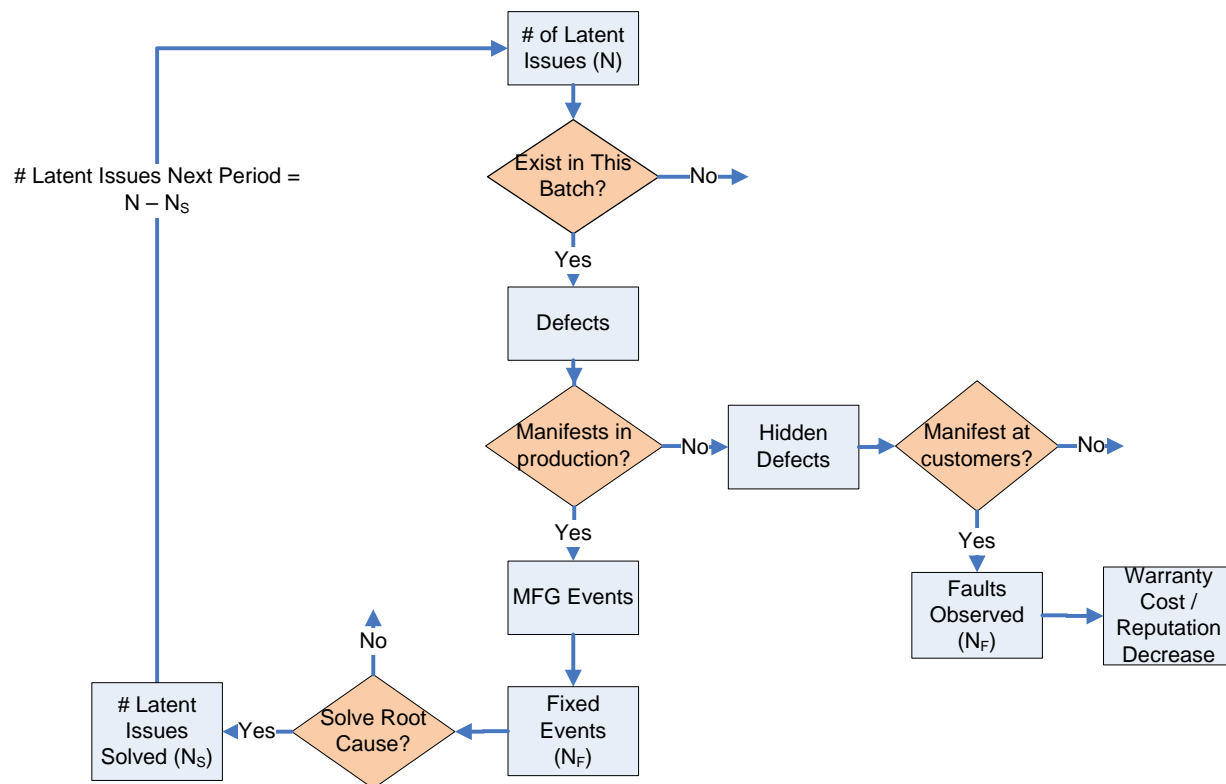 # of Latent
Issues (N)
Exist in This
Batch?
No
# Latent Issues Next Period =
N – NS
Yes
Defects
Manifests in
production?
No
Hidden
Defects
Manifest at
customers?
No
Yes
Yes
MFG Events
Faults
Observed
(NF)
Warranty
Cost /
Reputation
Decrease
No
Fixed
Events
(NF)
Solve Root
Cause?
Yes
# Latent
Issues
Solved (NS)